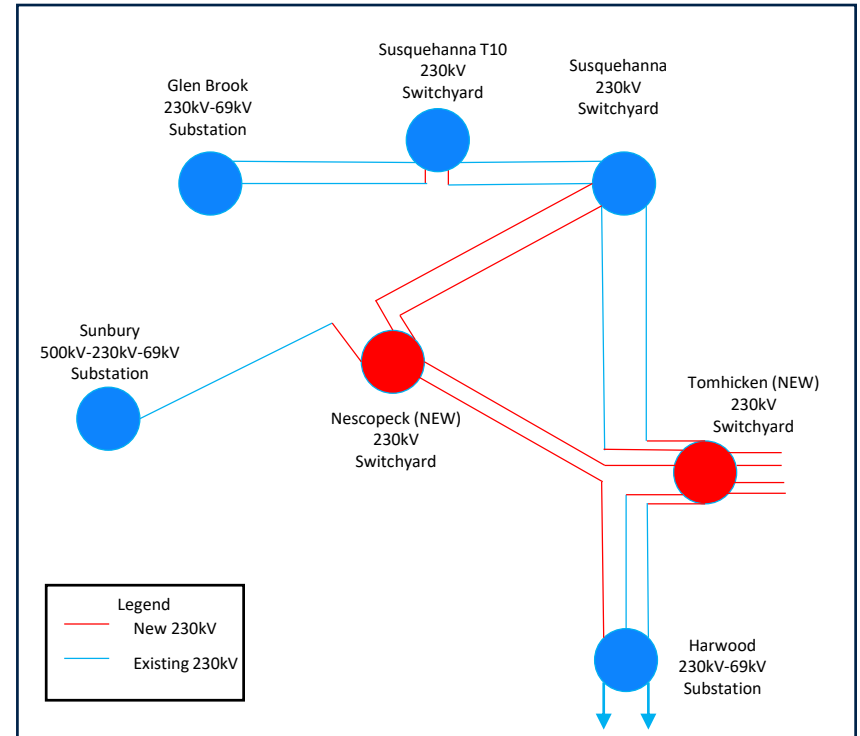 Susquehanna T10
230kV
Switchyard
Susquehanna
230kV
Switchyard
Glen Brook
230kV-69kV
Substation
Sunbury
500kV-230kV-69kV
Substation
Nescopeck (NEW)
230kV
Switchyard
Tomhicken (NEW)
230kV
Switchyard
Legend
New 230kV
Existing 230kV
Harwood
230kV-69kV
Substation